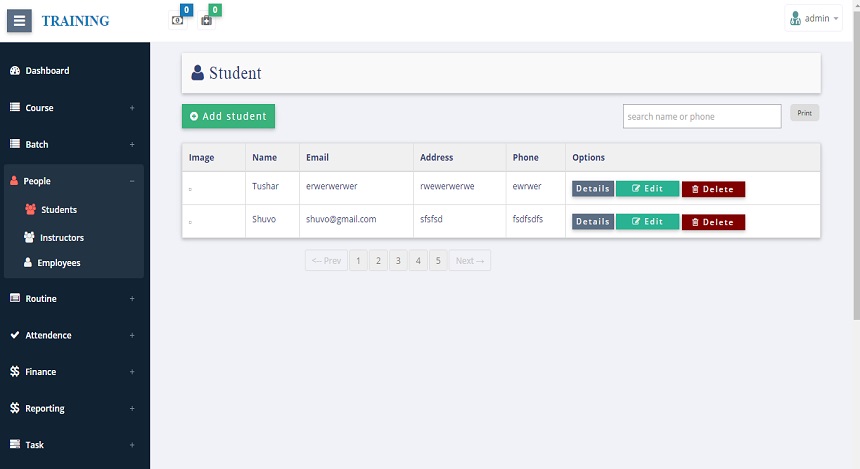 TRAINING
0
0
admin
Dashboard
Course +
Batch +
People −
Students
Instructors
Employees
Routine +
Attendence +
Finance +
Reporting +
Task +
Student
Add student
search name or phone
Print
Image Name Email Address Phone Options
Tushar erwerwerwer rwewerwerwe ewrwer Details Edit Delete
Shuvo shuvo@gmail.com sfsfsd fsdfsdfs Details Edit Delete
<-- Prev 1 2 3 4 5 Next →